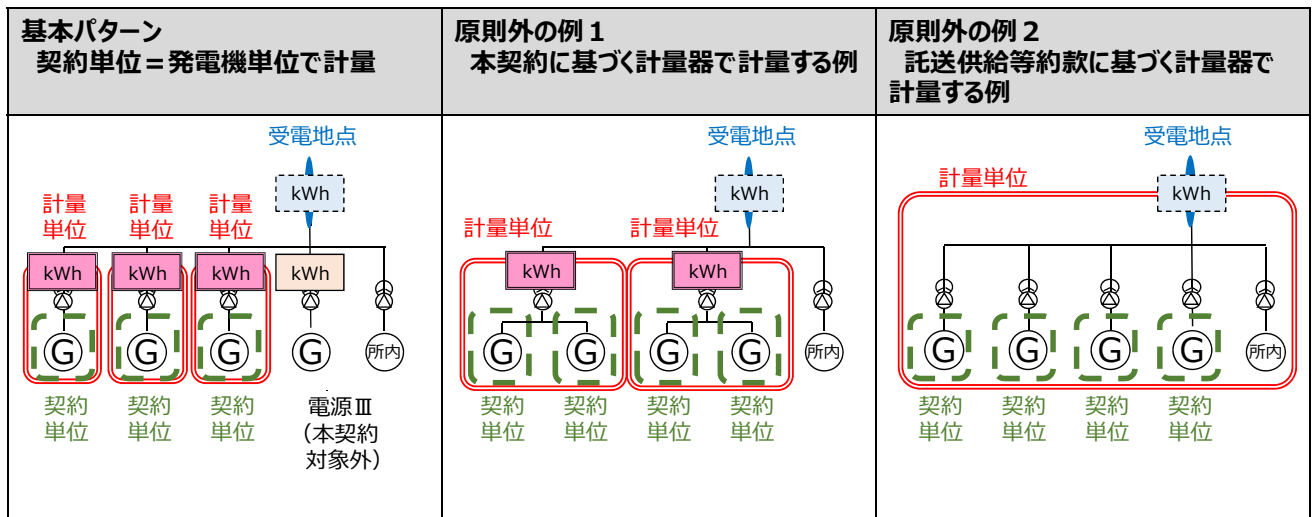 基本パターン
契約単位＝発電機単位で計量
受電地点
kWh
計量 計量 計量
単位 単位 単位
kWh kWh kWh kWh
G G G G 所内
契約 契約 契約 電源Ⅲ
単位 単位 単位 （本契約
対象外）
原則外の例１
本契約に基づく計量器で計量する例
受電地点
kWh
計量単位 計量単位
kWh kWh
G G G G 所内
契約 契約 契約 契約
単位 単位 単位 単位
原則外の例２
託送供給等約款に基づく計量器で
計量する例
受電地点
計量単位 kWh
G G G G 所内
契約 契約 契約 契約
単位 単位 単位 単位